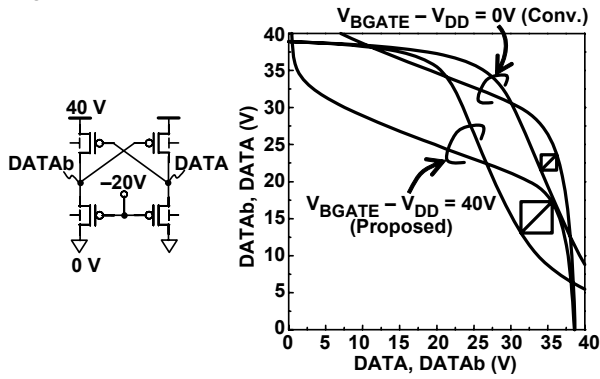 40 V
DATAb
DATA
–20V
0 V
DATAb, DATA (V)
40
35
30
25
20
15
10
5
0
V_BGATE – V_DD = 0V (Conv.)
V_BGATE – V_DD = 40V
(Proposed)
0 5 10 15 20 25 30 35 40
DATA, DATAb (V)